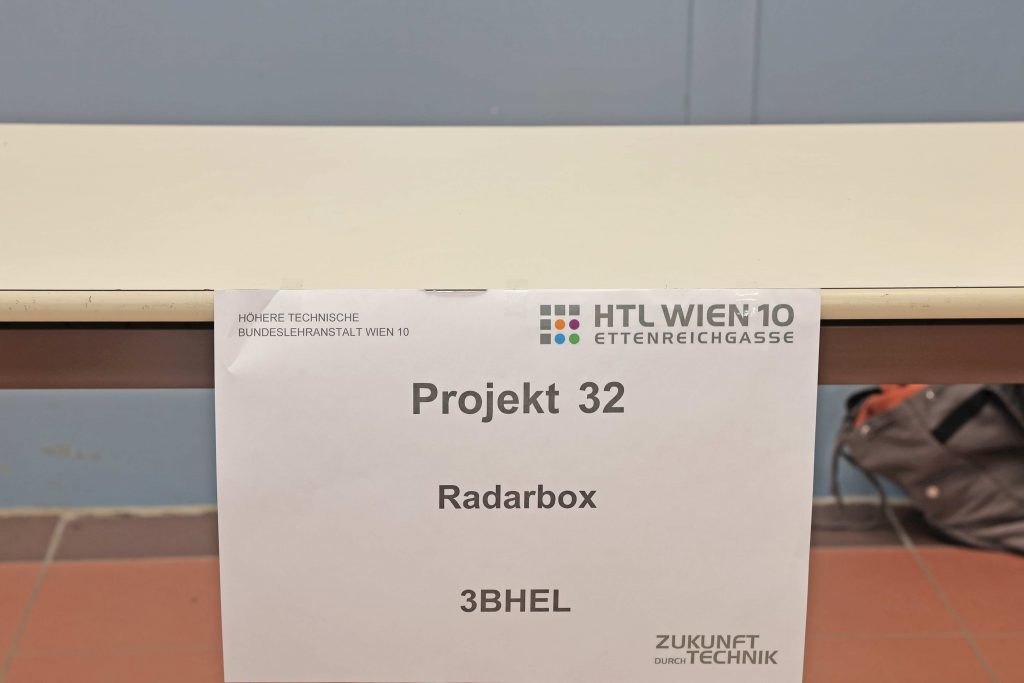 HÖHERE TECHNISCHE
BUNDESLEHRANSTALT WIEN 10
HTL WIEN 10
ETTENREICHGASSE
Projekt 32
Radarbox
3BHEL
ZUKUNFT
DURCH TECHNIK